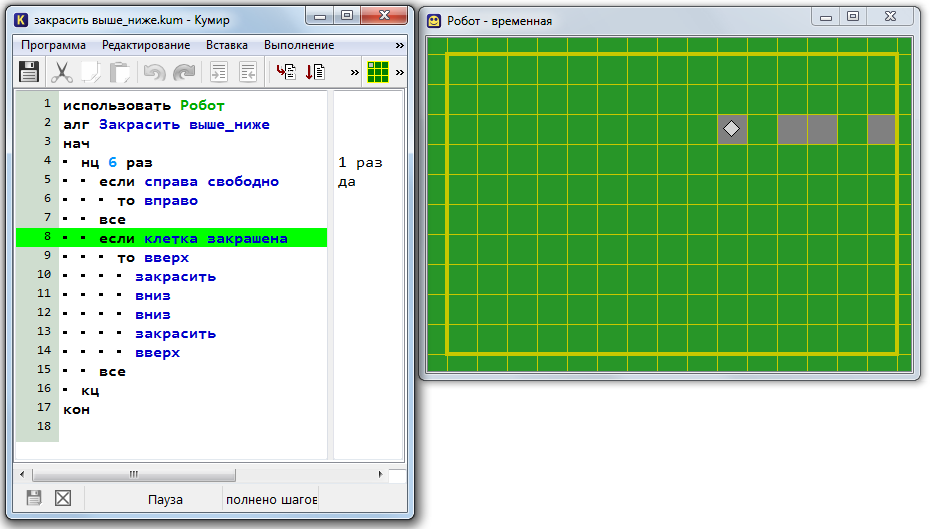 закрасить выше_ниже.kum - Кумир
Программа Редактирование Вставка Выполнение »
» »
1 использовать Робот
2 алг Закрасить выше_ниже
3 нач
4 нц 6 раз 1 раз
5 если справа свободно да
6 то вправо
7 все
8 если клетка закрашена
9 то вверх
10 закрасить
11 вниз
12 вниз
13 закрасить
14 вверх
15 все
16 кц
17 кон
18
Пауза полнено шагов
Робот - временная